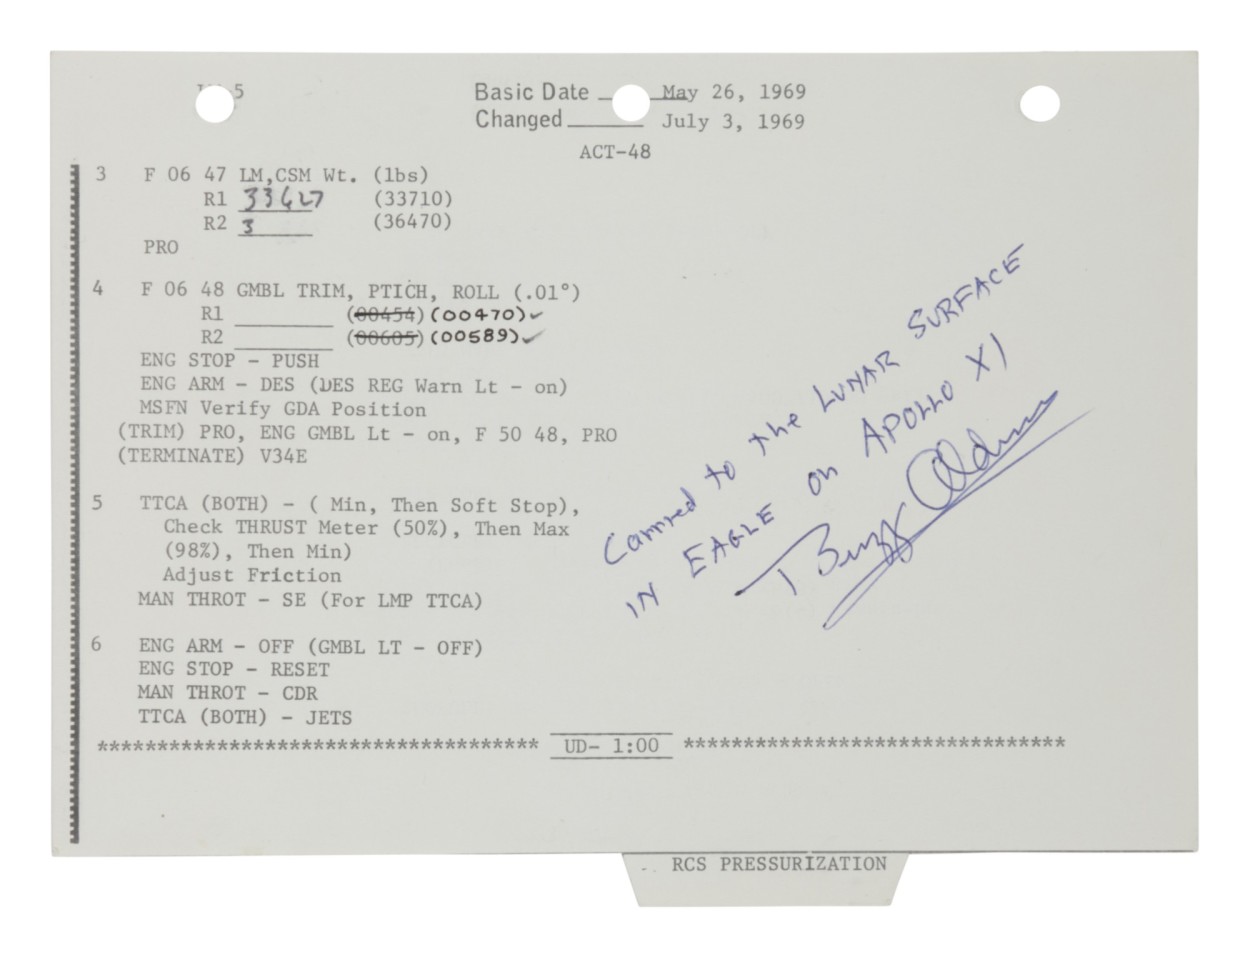 5 Basic Date May 26, 1969
Changed July 3, 1969
ACT-48
3 F 06 47 LM,CSM Wt. (lbs)
R1 33627 (33710)
R2 3 (36470)
PRO
4 F 06 48 GMBL TRIM, PTICH, ROLL (.01°)
R1 (00454) (00470)✓
R2 (00605) (00589)✓
ENG STOP - PUSH
ENG ARM - DES (DES REG Warn Lt - on)
MSFN Verify GDA Position
(TRIM) PRO, ENG GMBL Lt - on, F 50 48, PRO
(TERMINATE) V34E
5 TTCA (BOTH) - ( Min, Then Soft Stop),
Check THRUST Meter (50%), Then Max
(98%), Then Min)
Adjust Friction
MAN THROT - SE (For LMP TTCA)
6 ENG ARM - OFF (GMBL LT - OFF)
ENG STOP - RESET
MAN THROT - CDR
TTCA (BOTH) - JETS
************************************* UD- 1:00 ********************************
RCS PRESSURIZATION
Carried to the LUNAR SURFACE
IN EAGLE on APOLLO XI
Buzz Aldrin